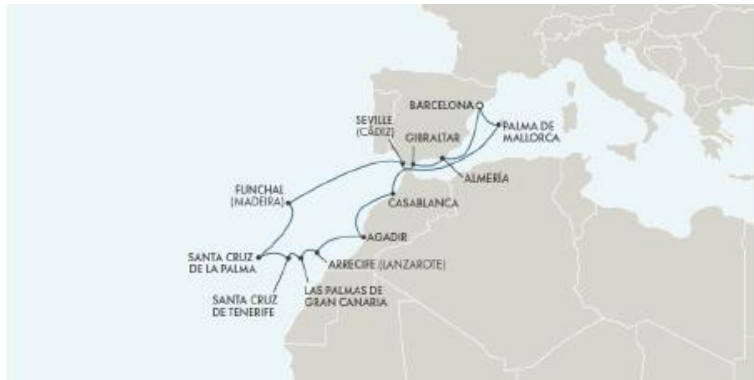 BARCELONA
SEVILLE
(CÁDIZ)
GIBRALTAR
PALMA DE
MALLORCA
ALMERÍA
FUNCHAL
(MADEIRA)
CASABLANCA
AGADIR
SANTA CRUZ
DE LA PALMA
ARRECIFE (LANZAROTE)
SANTA CRUZ
DE TENERIFE
LAS PALMAS DE
GRAN CANARIA